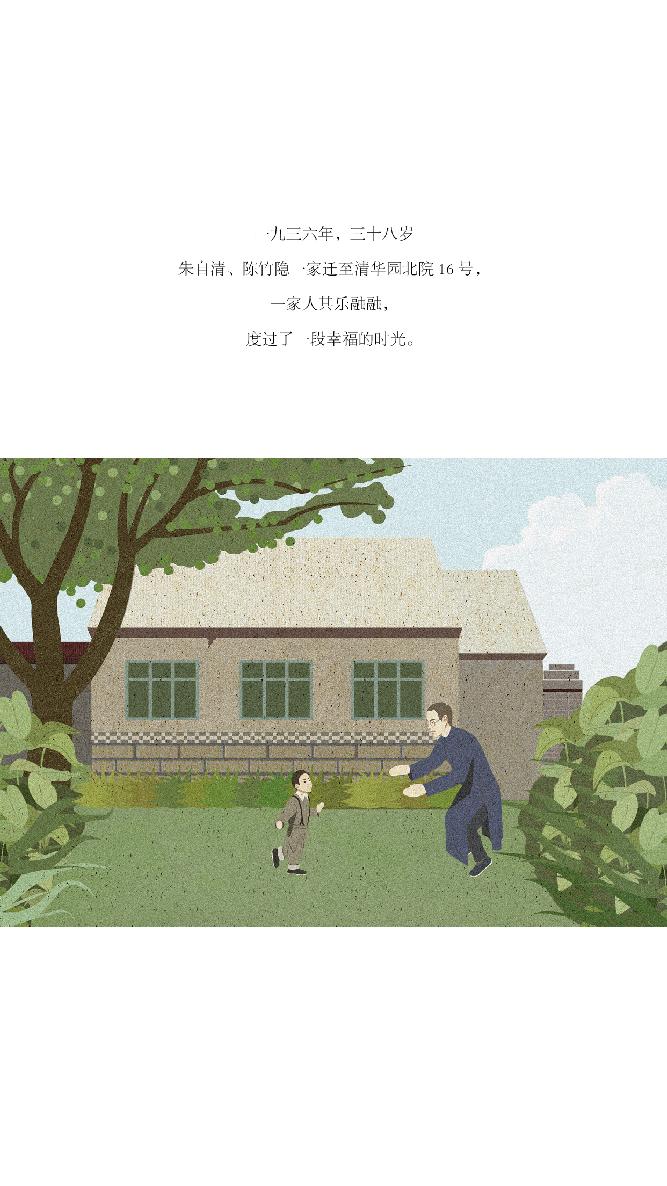 一九三六年，三十八岁
朱自清、陈竹隐一家迁至清华园北院 16 号，
一家人其乐融融，
度过了一段幸福的时光。